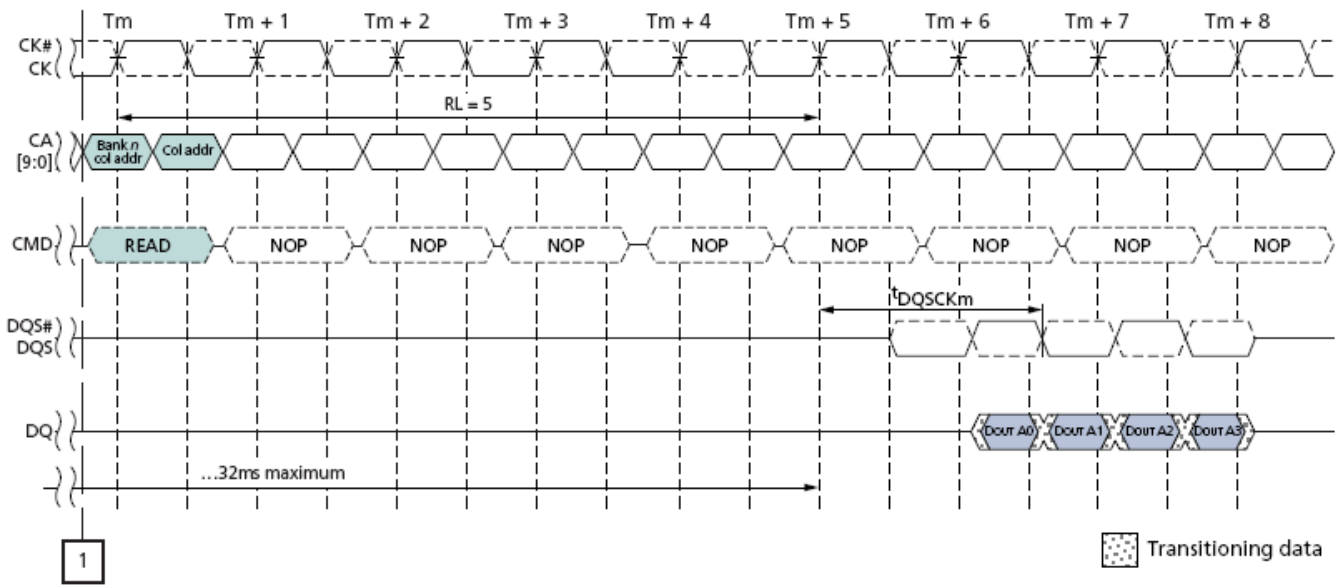 Tm Tm + 1 Tm + 2 Tm + 3 Tm + 4 Tm + 5 Tm + 6 Tm + 7 Tm + 8
CK#
CK
RL = 5
CA
[9:0]
Bank n
col addr
Col addr
CMD
READ NOP NOP NOP NOP NOP NOP NOP NOP
tDQSCKm
DQS#
DQS
DQ
DOUT A0 DOUT A1 DOUT A2 DOUT A3
...32ms maximum
1
Transitioning data